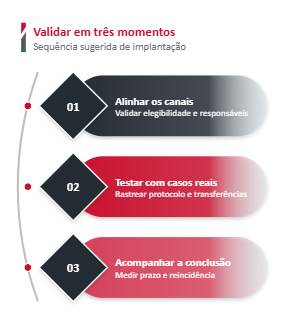 Validar em três momentos
Sequência sugerida de implantação
01
Alinhar os canais
Validar elegibilidade e responsáveis
02
Testar com casos reais
Rastrear protocolo e transferências
03
Acompanhar a conclusão
Medir prazo e reincidência